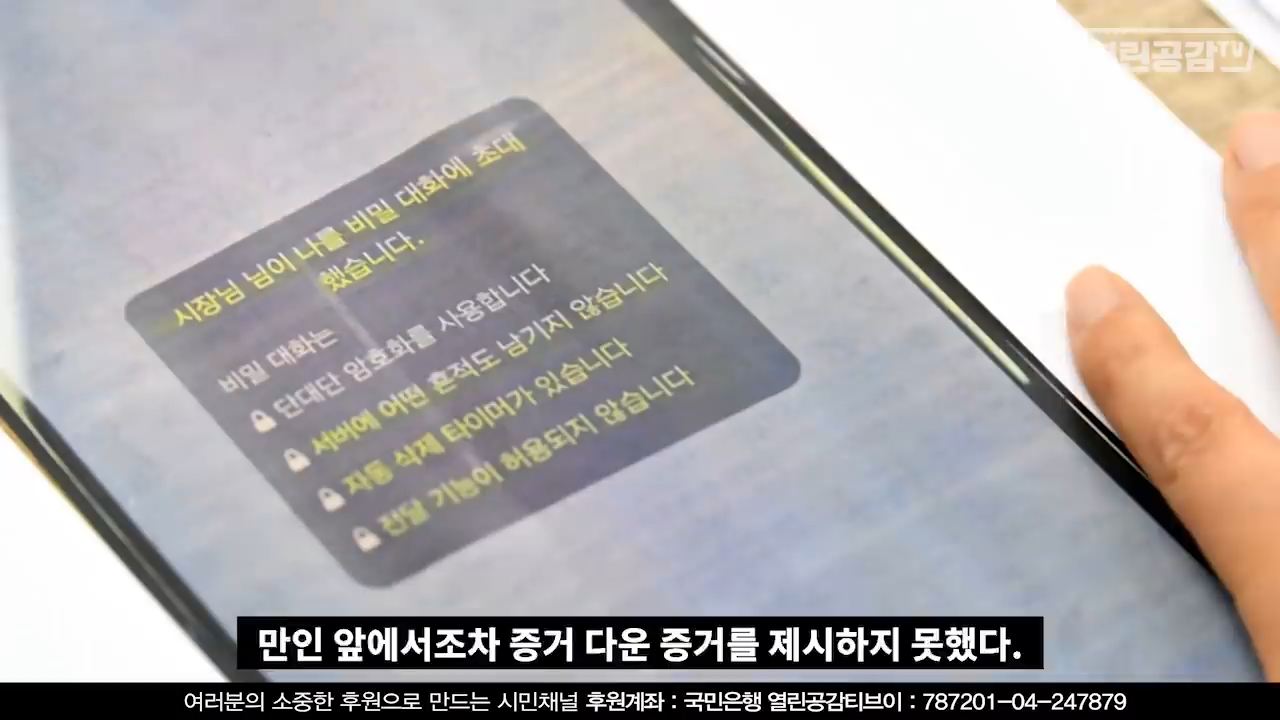 열린공감TV
시장님 님이 나를 비밀 대화에 초대
했습니다.
비밀 대화는
단대단 암호화를 사용합니다
서버에 어떤 흔적도 남기지 않습니다
자동 삭제 타이머가 있습니다
전달 기능이 허용되지 않습니다
만인 앞에서조차 증거 다운 증거를 제시하지 못했다.
여러분의 소중한 후원으로 만드는 시민채널 후원계좌 : 국민은행 열린공감티브이 : 787201-04-247879